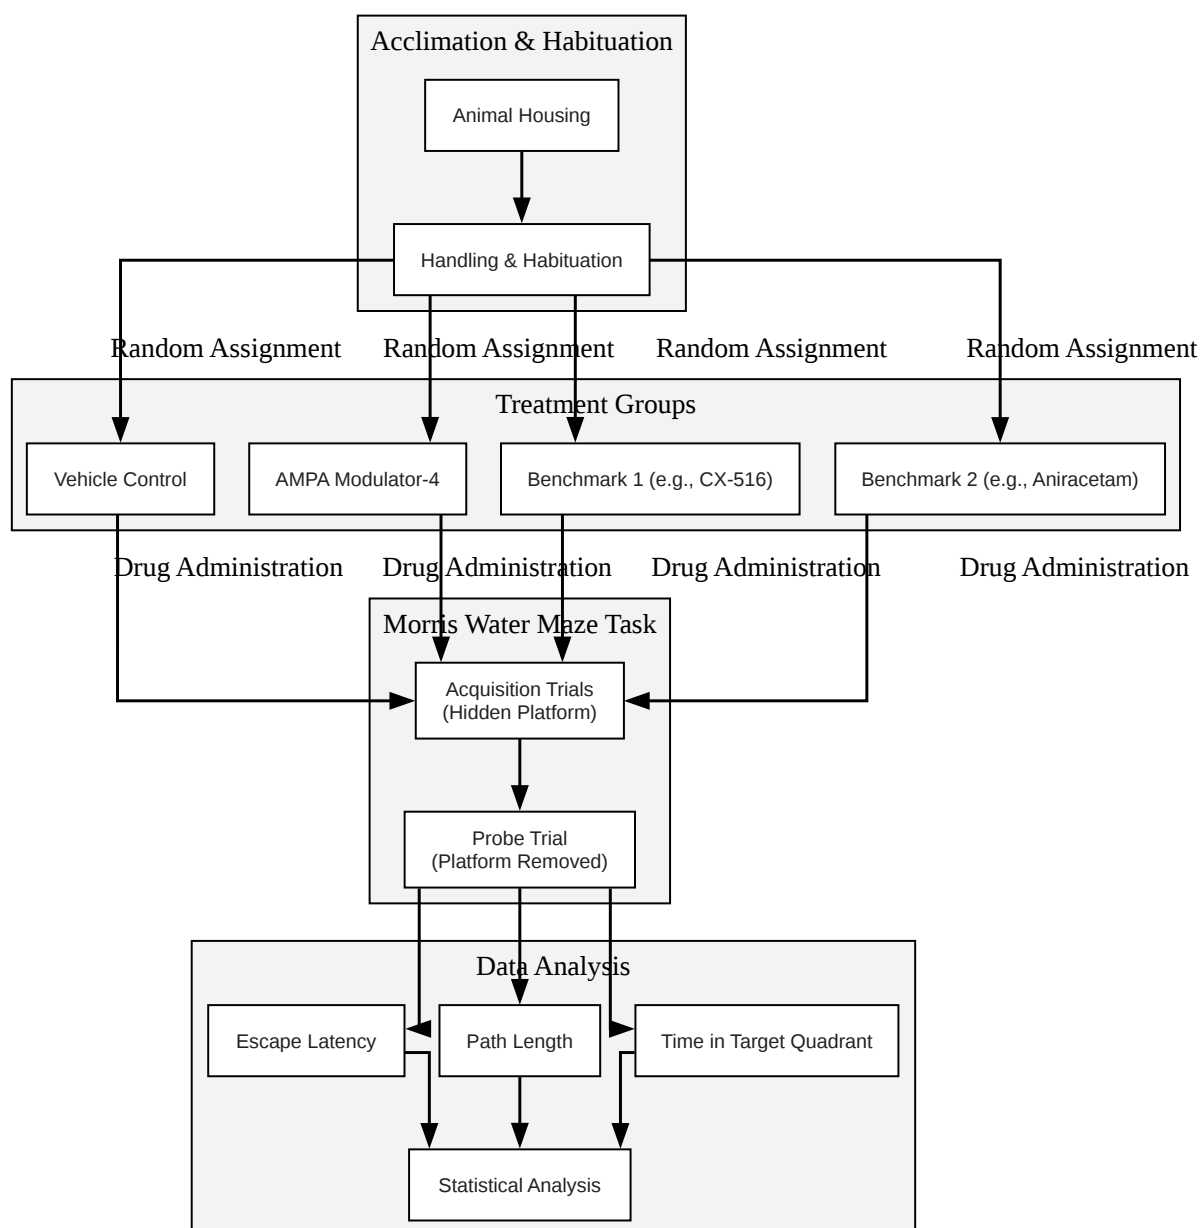 Acclimation & Habituation
Animal Housing
Handling & Habituation
Random Assignment
Random Assignment
Random Assignment
Random Assignment
Treatment Groups
Vehicle Control
AMPA Modulator-4
Benchmark 1 (e.g., CX-516)
Benchmark 2 (e.g., Aniracetam)
Drug Administration
Drug Administration
Drug Administration
Drug Administration
Morris Water Maze Task
Acquisition Trials
(Hidden Platform)
Probe Trial
(Platform Removed)
Data Analysis
Escape Latency
Path Length
Time in Target Quadrant
Statistical Analysis